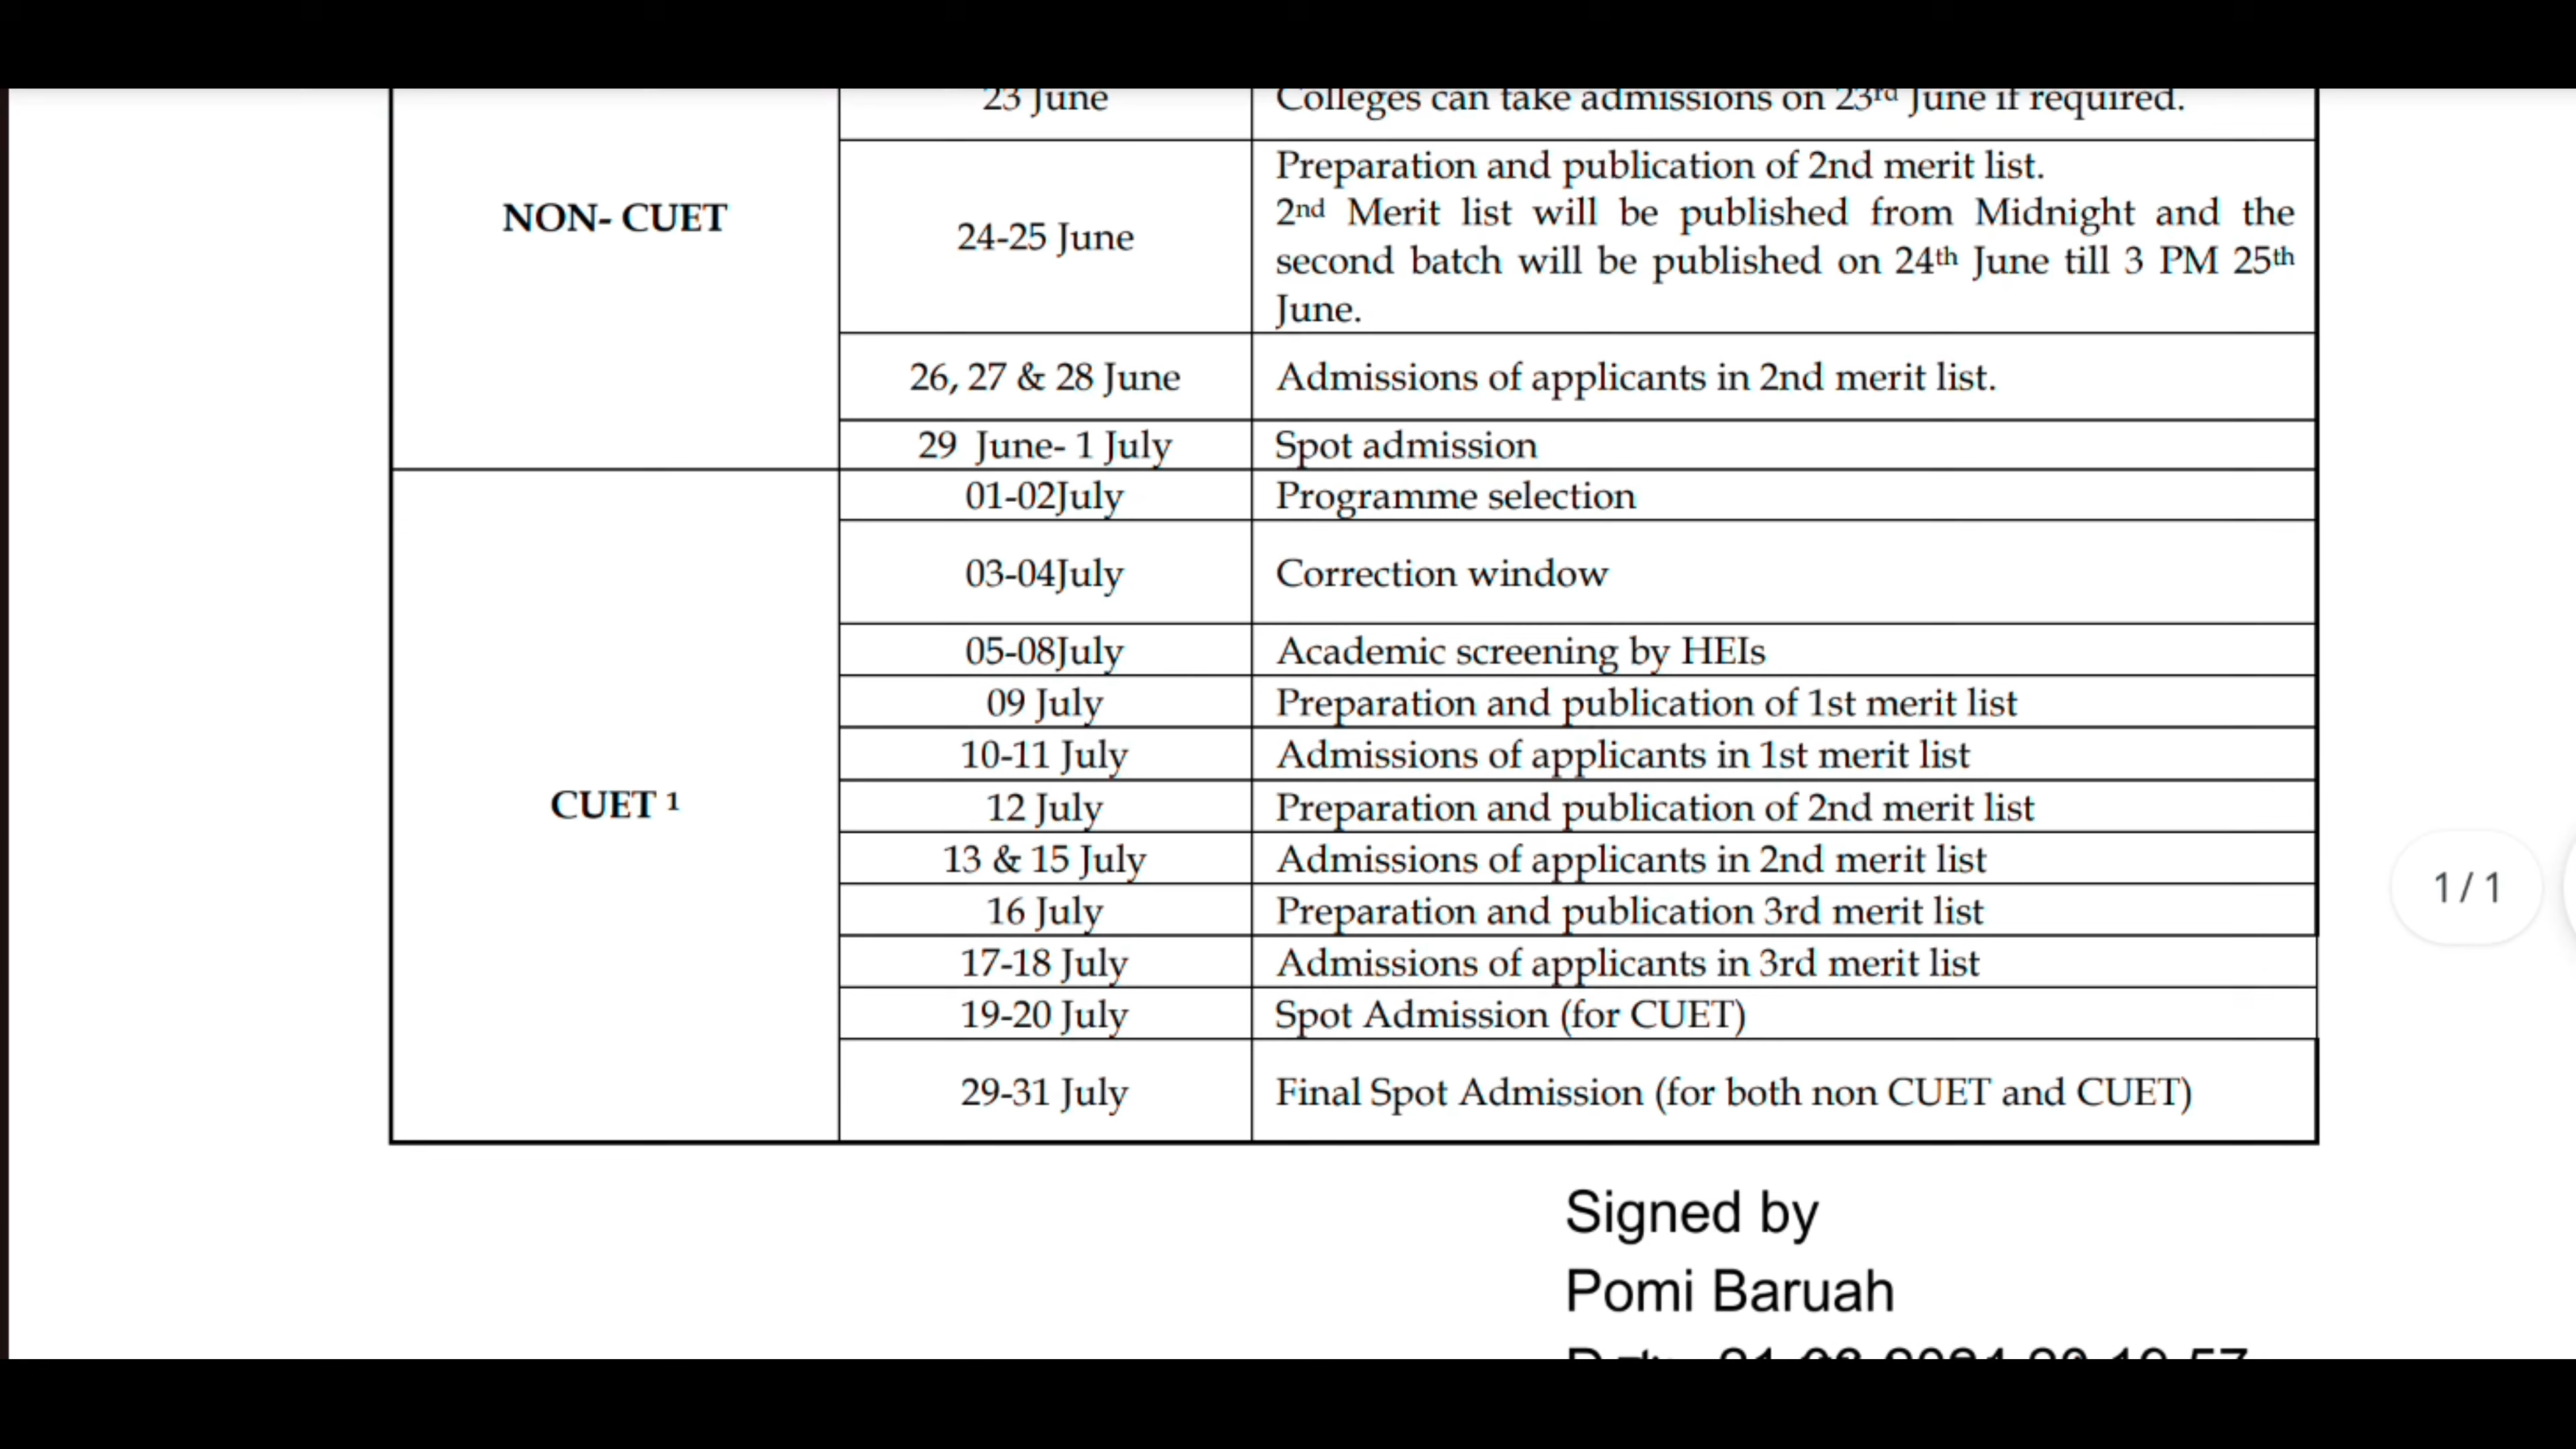 23 June
Colleges can take admissions on 23rd June if required.
NON- CUET
24-25 June
Preparation and publication of 2nd merit list.
2nd Merit list will be published from Midnight and the
second batch will be published on 24th June till 3 PM 25th
June.
26, 27 & 28 June
Admissions of applicants in 2nd merit list.
29 June- 1 July
Spot admission
CUET 1
01-02July
Programme selection
03-04July
Correction window
05-08July
Academic screening by HEIs
09 July
Preparation and publication of 1st merit list
10-11 July
Admissions of applicants in 1st merit list
12 July
Preparation and publication of 2nd merit list
13 & 15 July
Admissions of applicants in 2nd merit list
16 July
Preparation and publication 3rd merit list
17-18 July
Admissions of applicants in 3rd merit list
19-20 July
Spot Admission (for CUET)
29-31 July
Final Spot Admission (for both non CUET and CUET)
1 / 1
Signed by
Pomi Baruah